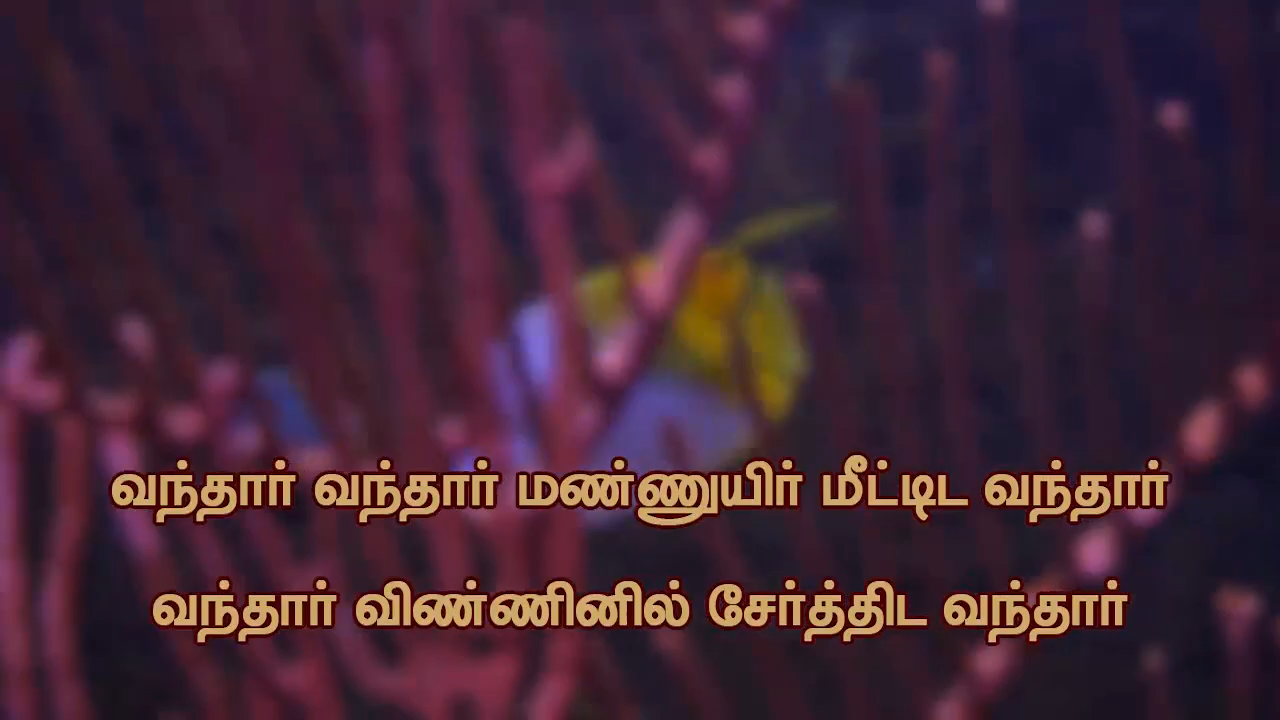 வந்தார் வந்தார் மண்ணுயிர் மீட்டிட வந்தார்
வந்தார் விண்ணினில் சேர்த்திட வந்தார்